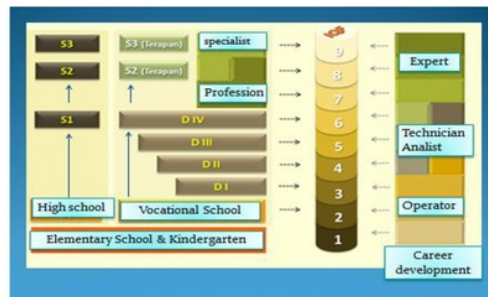 S3
S3 (Terapan)
specialist
9
Expert
S2
S2 (Terapan)
8
Profession
7
S1
D IV
6
Technician
Analist
D III
5
D II
4
D I
3
High school
Vocational School
2
Operator
Elementary School & Kindergarten
1
Career
development